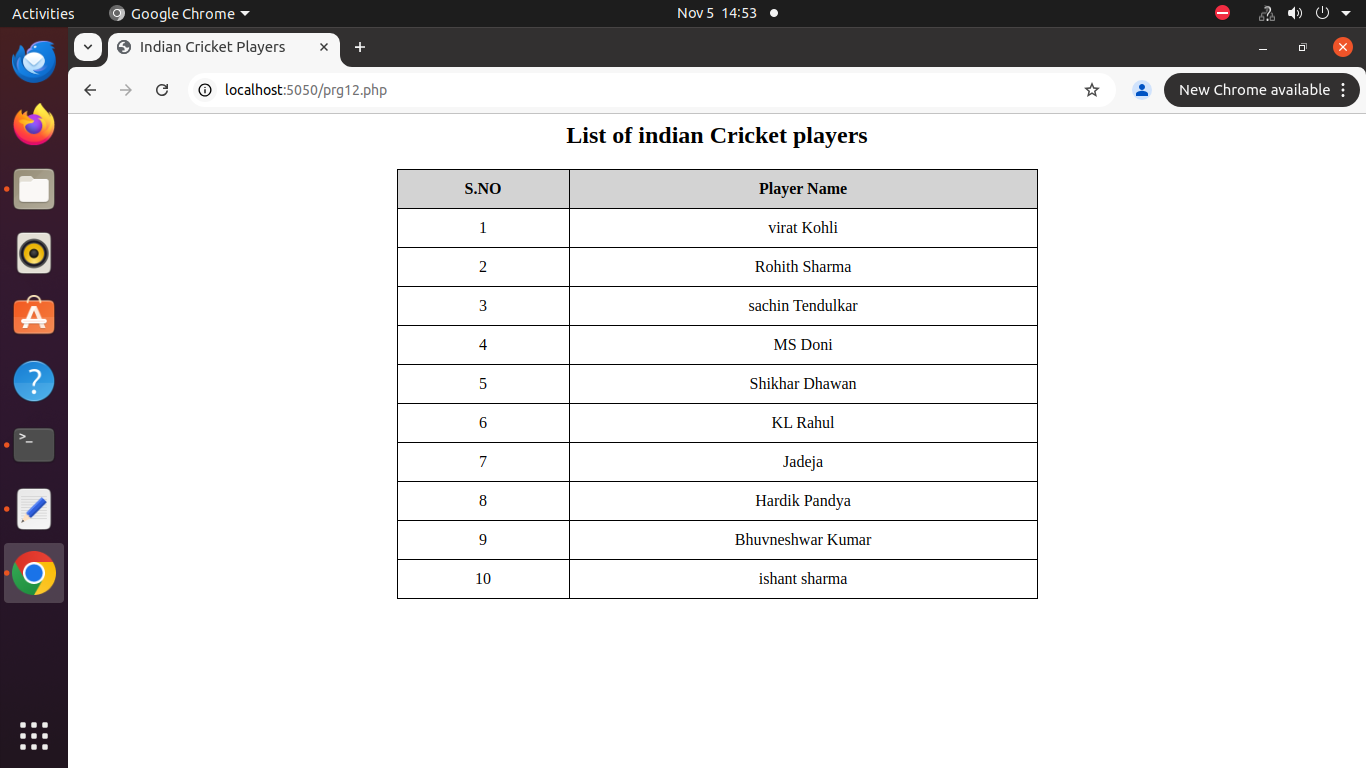 Activities Google Chrome Nov 5 14:53
Indian Cricket Players
localhost:5050/prg12.php New Chrome available
List of indian Cricket players
S.NO Player Name
1 virat Kohli
2 Rohith Sharma
3 sachin Tendulkar
4 MS Doni
5 Shikhar Dhawan
6 KL Rahul
7 Jadeja
8 Hardik Pandya
9 Bhuvneshwar Kumar
10 ishant sharma